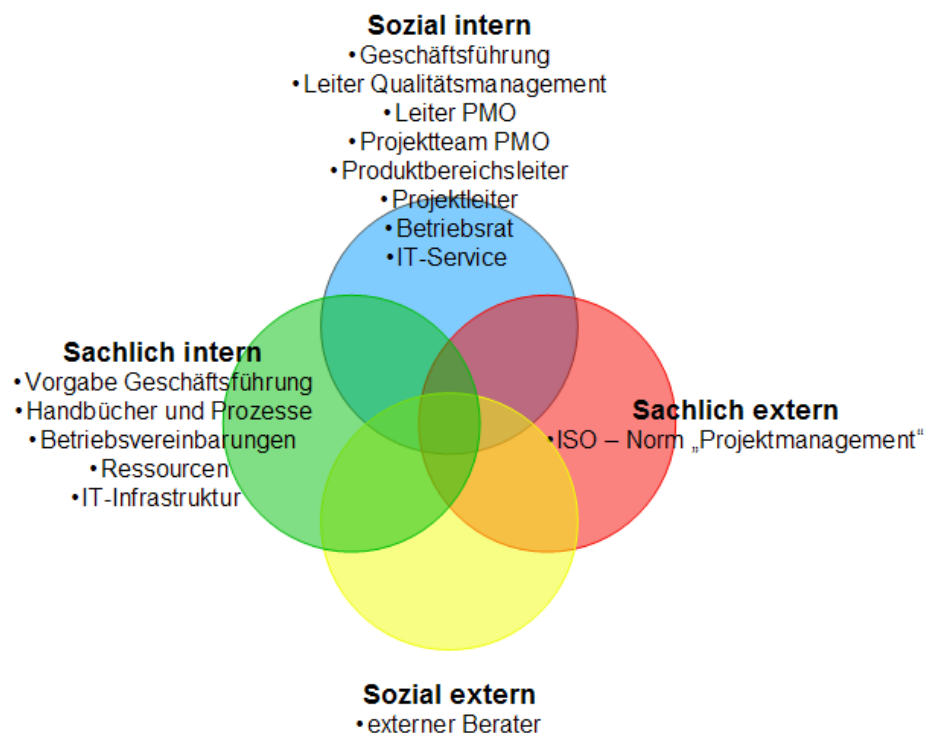 Sozial intern
•Geschäftsführung
•Leiter Qualitätsmanagement
•Leiter PMO
•Projektteam PMO
•Produktbereichsleiter
•Projektleiter
•Betriebsrat
•IT-Service
Sachlich intern
•Vorgabe Geschäftsführung
•Handbücher und Prozesse
•Betriebsvereinbarungen
•Ressourcen
•IT-Infrastruktur
Sachlich extern
•ISO – Norm „Projektmanagement“
Sozial extern
•externer Berater